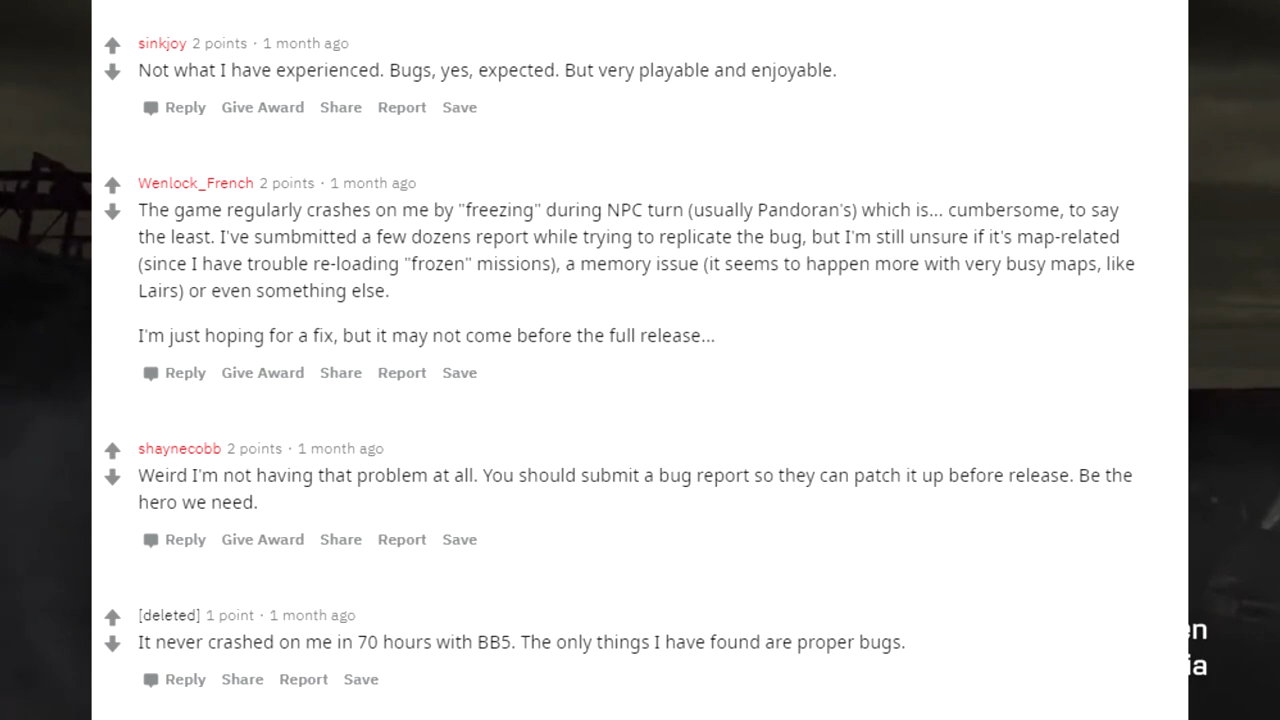 sinkjoy 2 points · 1 month ago
Not what I have experienced. Bugs, yes, expected. But very playable and enjoyable.
Reply Give Award Share Report Save
Wenlock_French 2 points · 1 month ago
The game regularly crashes on me by "freezing" during NPC turn (usually Pandoran's) which is... cumbersome, to say
the least. I've sumbmitted a few dozens report while trying to replicate the bug, but I'm still unsure if it's map-related
(since I have trouble re-loading "frozen" missions), a memory issue (it seems to happen more with very busy maps, like
Lairs) or even something else.
I'm just hoping for a fix, but it may not come before the full release...
Reply Give Award Share Report Save
shaynecobb 2 points · 1 month ago
Weird I'm not having that problem at all. You should submit a bug report so they can patch it up before release. Be the
hero we need.
Reply Give Award Share Report Save
[deleted] 1 point · 1 month ago
It never crashed on me in 70 hours with BB5. The only things I have found are proper bugs.
Reply Share Report Save